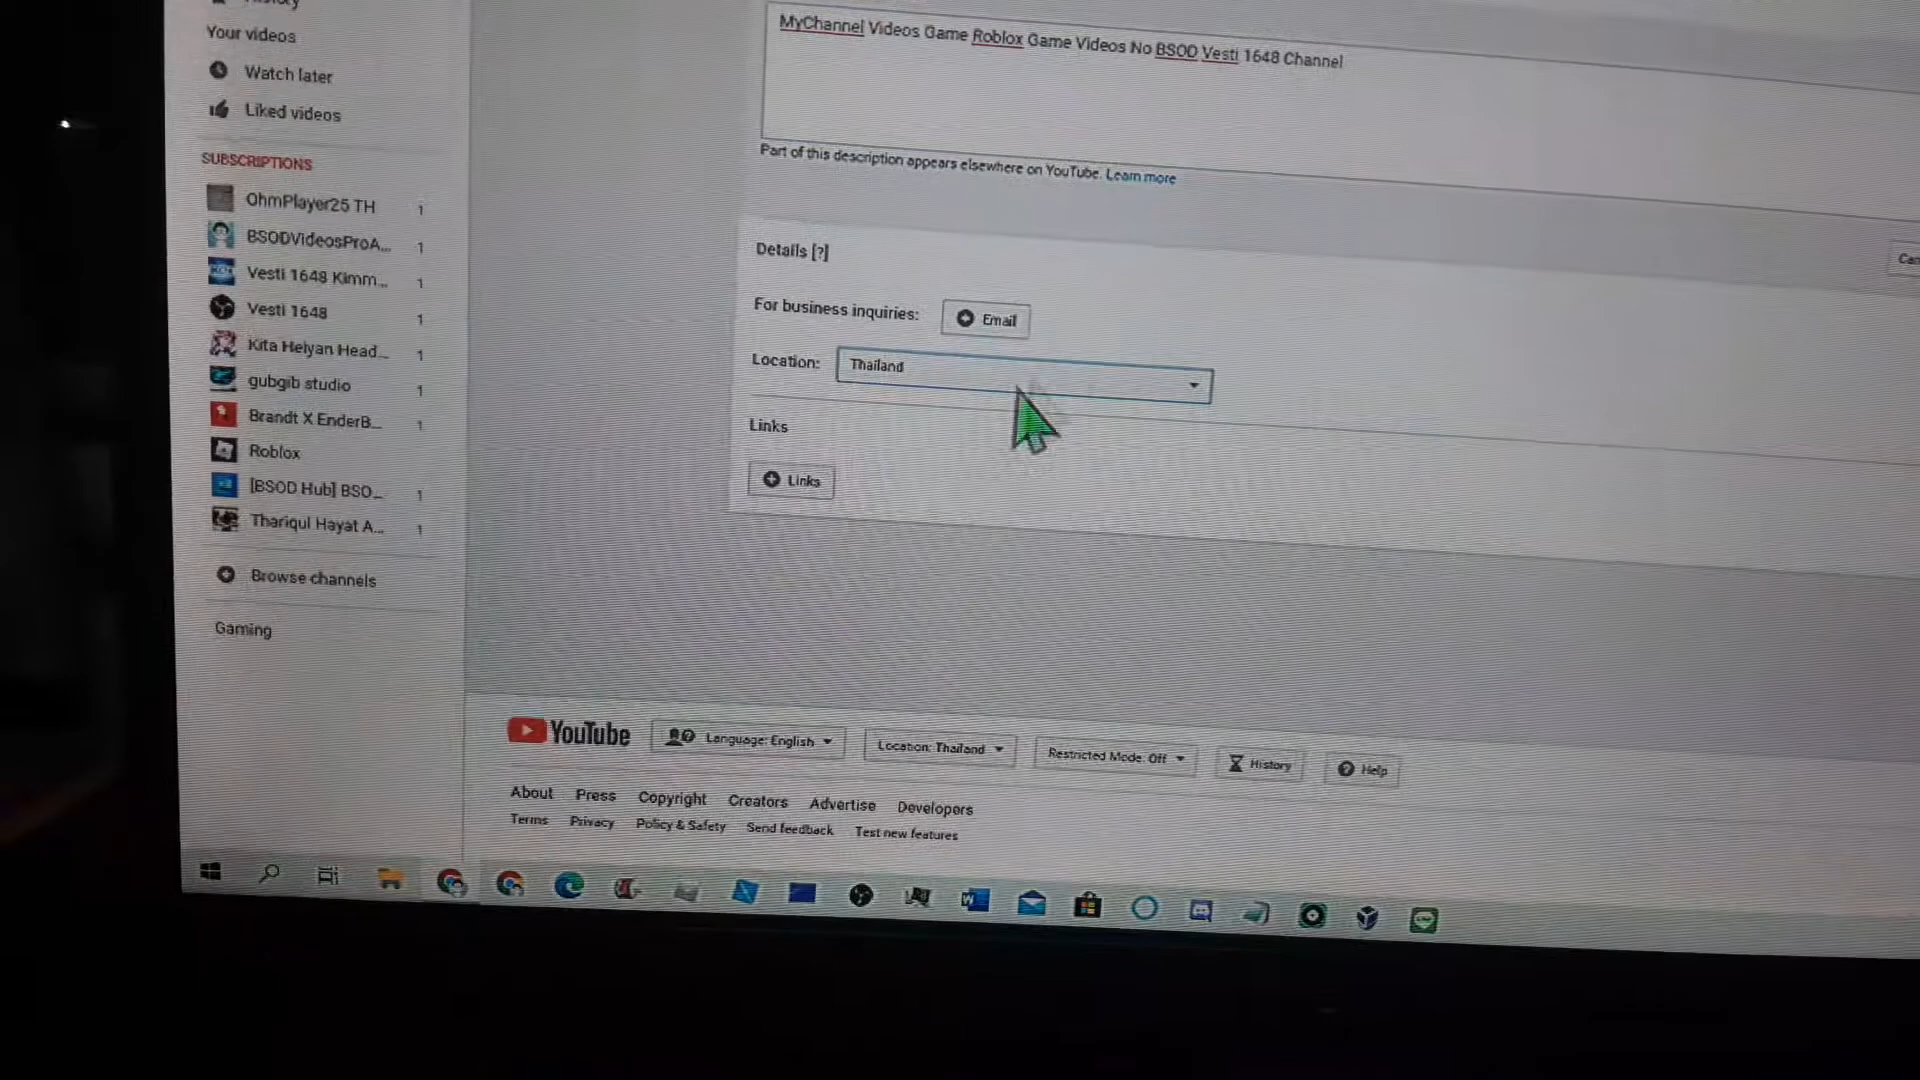 History
Your videos
Watch later
Liked videos
SUBSCRIPTIONS
OhmPlayer25 TH 1
BSODVideosProA... 1
Vesti 1648 Kimm... 1
Vesti 1648 1
Kita Heiyan Head... 1
gubgib studio 1
Brandt X EnderB... 1
Roblox
[BSOD Hub] BSO... 1
Thariqul Hayat A... 1
Browse channels
Gaming
MyChannel Videos Game Roblox Game Videos No BSOD Vesti 1648 Channel
Part of this description appears elsewhere on YouTube. Learn more
Details [?]
For business inquiries: Email
Location: Thailand
Links
Links
YouTube Language: English Location: Thailand Restricted Mode: Off History Help
About Press Copyright Creators Advertise Developers
Terms Privacy Policy & Safety Send feedback Test new features